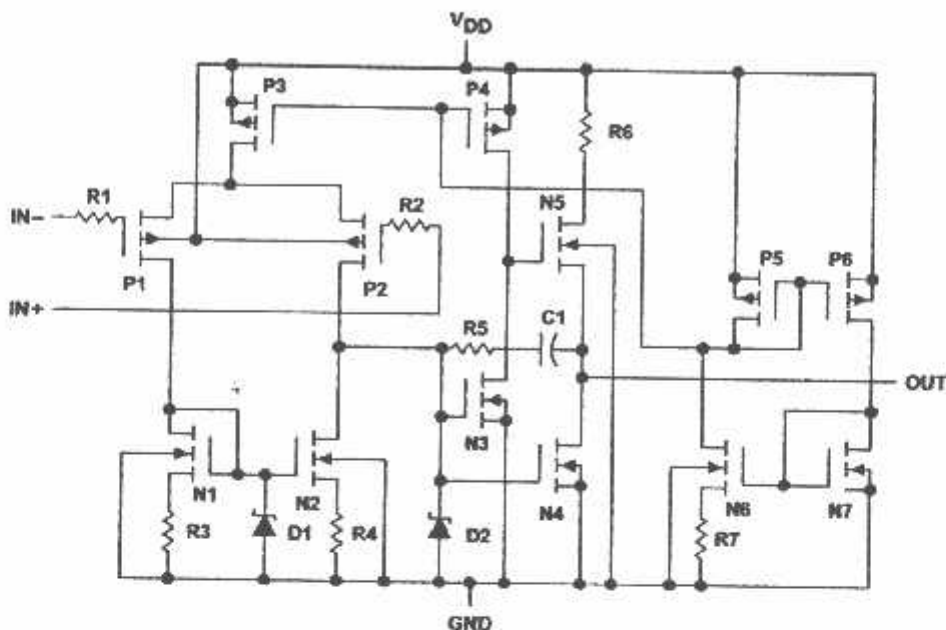 VDD
P3
P4
R6
R1
R2
N5
IN–
P1
P2
P5
P6
IN+
R5
C1
OUT
N3
N1
N2
N4
N6
N7
R3
D1
R4
D2
R7
GND